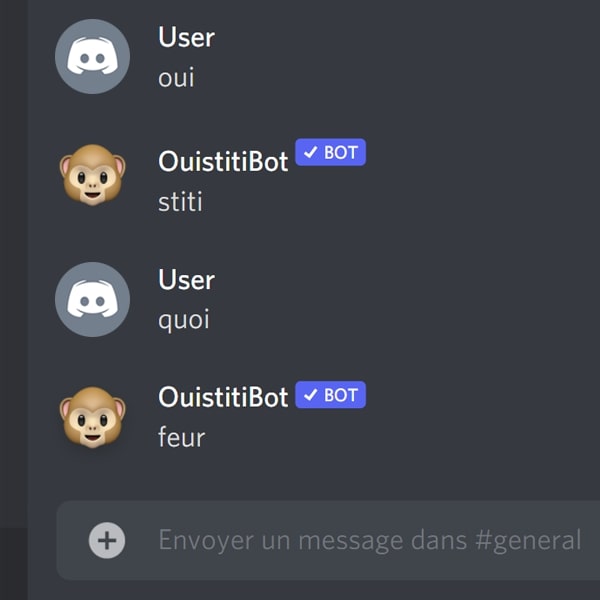 User
oui
OuistitiBot ✓ BOT
stiti
User
quoi
OuistitiBot ✓ BOT
feur
Envoyer un message dans #general